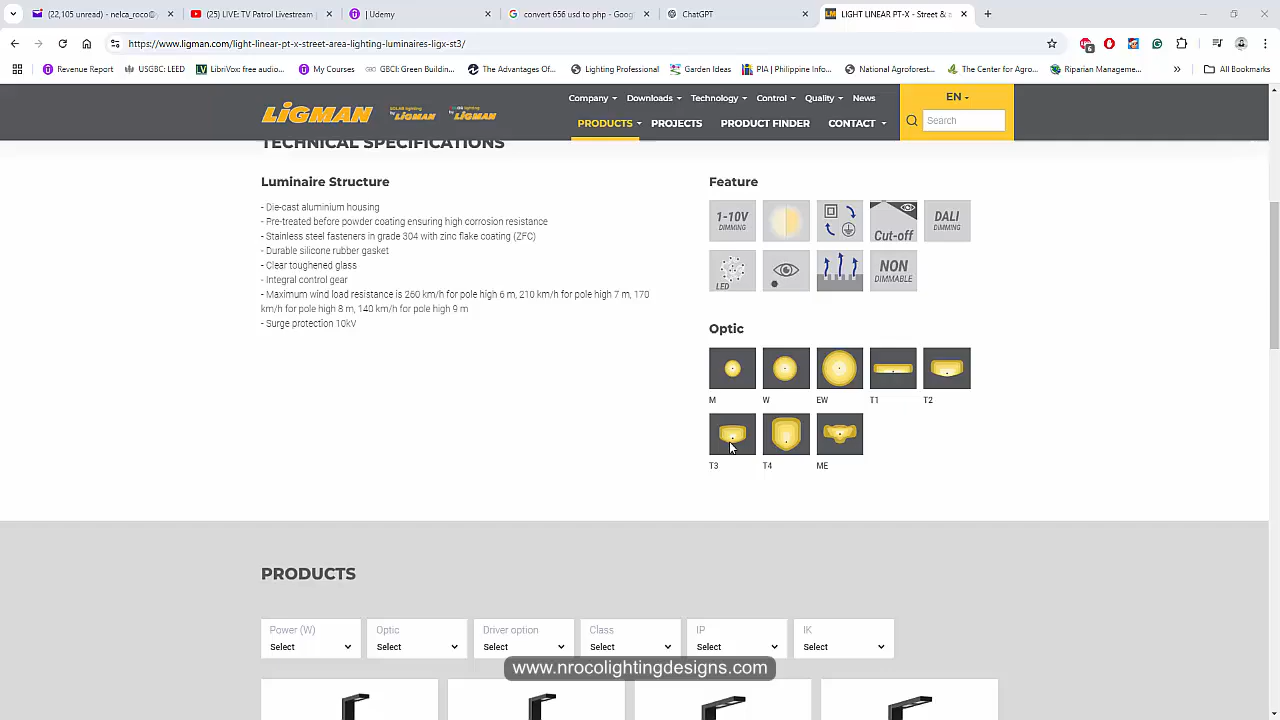 (22,105 unread) - nelca_roco@y
(25) LIVE: TV Patrol Livestream |
| Udemy
convert 65k usd to php - Goog
ChatGPT
LIGHT LINEAR PT-X - Street & a
https://www.ligman.com/light-linear-pt-x-street-area-lighting-luminaires-ligx-st3/
Revenue Report
USGBC: LEED
LibriVox: free audio...
My Courses
GBCI: Green Buildin...
The Advantages Of...
Lighting Professional
Garden Ideas
PIA | Philippine Info...
National Agroforest...
The Center for Agro...
Riparian Manageme...
All Bookmarks
LiGMAN
SOLAR lighting by LiGMAN
by LiGMAN
Company
Downloads
Technology
Control
Quality
News
EN
PRODUCTS
PROJECTS
PRODUCT FINDER
CONTACT
Search
TECHNICAL SPECIFICATIONS
Luminaire Structure
- Die-cast aluminium housing
- Pre-treated before powder coating ensuring high corrosion resistance
- Stainless steel fasteners in grade 304 with zinc flake coating (ZFC)
- Durable silicone rubber gasket
- Clear toughened glass
- Integral control gear
- Maximum wind load resistance is 260 km/h for pole high 6 m, 210 km/h for pole high 7 m, 170
km/h for pole high 8 m, 140 km/h for pole high 9 m
- Surge protection 10kV
Feature
1-10V
DIMMING
Cut-off
DALI
DIMMING
LED
NON
DIMMABLE
Optic
M
W
EW
T1
T2
T3
T4
ME
PRODUCTS
Power (W)
Select
Optic
Select
Driver option
Select
Class
Select
IP
Select
IK
Select
www.nrocolightingdesigns.com